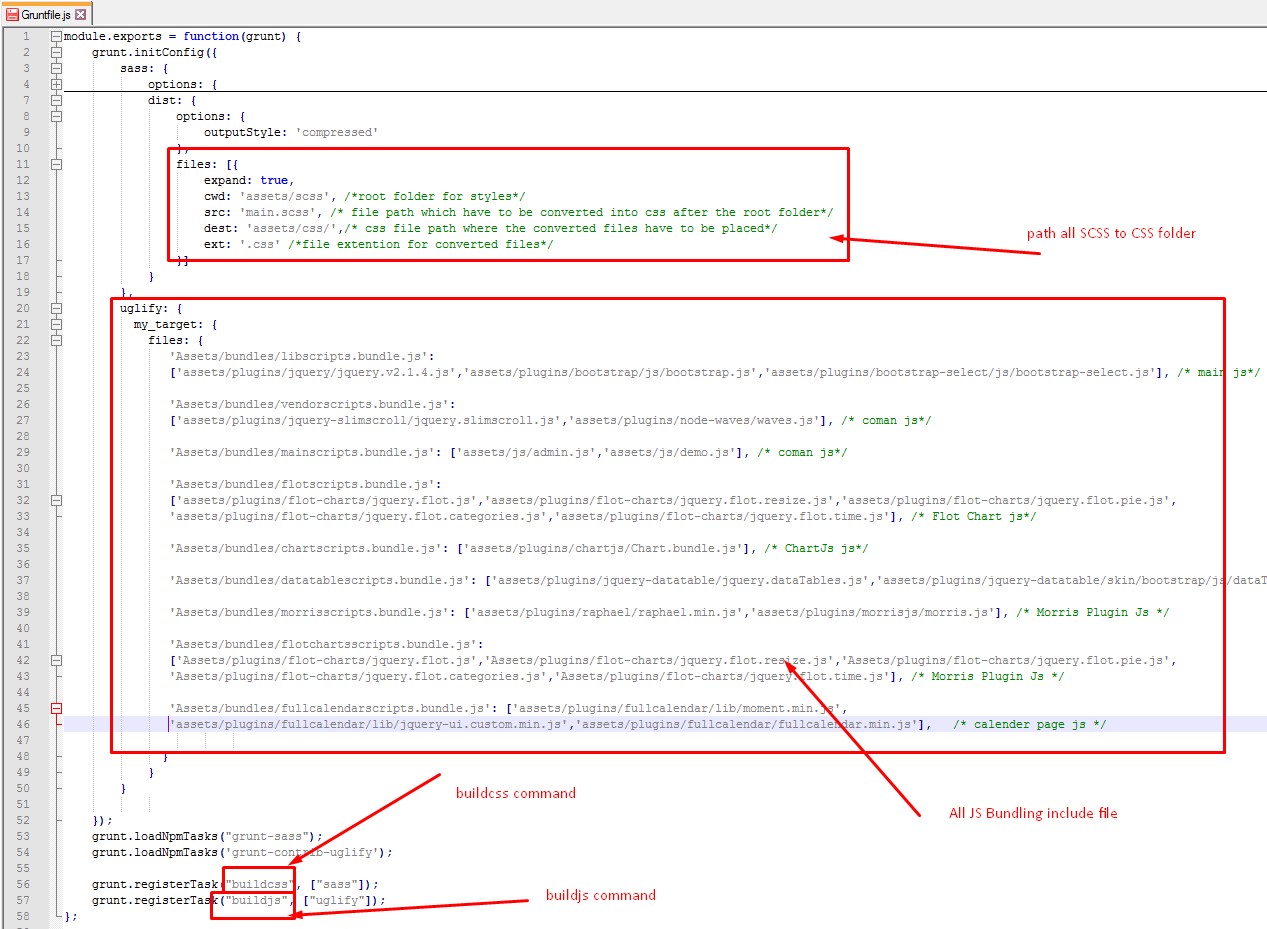 Gruntfile.js
1 module.exports = function(grunt) {
2 grunt.initConfig({
3 sass: {
4 options: {
7 dist: {
8 options: {
9 outputStyle: 'compressed'
10 },
11 files: [{
12 expand: true,
13 cwd: 'assets/scss', /*root folder for styles*/
14 src: 'main.scss', /* file path which have to be converted into css after the root folder*/
15 dest: 'assets/css/',/* css file path where the converted files have to be placed*/
16 ext: '.css' /*file extention for converted files*/
path all SCSS to CSS folder
17 }]
18 }
19 },
20 uglify: {
21 my_target: {
22 files: {
23 'Assets/bundles/libscripts.bundle.js':
24 ['assets/plugins/jquery/jquery.v2.1.4.js','assets/plugins/bootstrap/js/bootstrap.js','assets/plugins/bootstrap-select/js/bootstrap-select.js'], /* main js*/
25
26 'Assets/bundles/vendorscripts.bundle.js':
27 ['assets/plugins/jquery-slimscroll/jquery.slimscroll.js','assets/plugins/node-waves/waves.js'], /* coman js*/
28
29 'Assets/bundles/mainscripts.bundle.js': ['assets/js/admin.js','assets/js/demo.js'], /* coman js*/
30
31 'Assets/bundles/flotscripts.bundle.js':
32 ['assets/plugins/flot-charts/jquery.flot.js','assets/plugins/flot-charts/jquery.flot.resize.js','assets/plugins/flot-charts/jquery.flot.pie.js',
33 'assets/plugins/flot-charts/jquery.flot.categories.js','assets/plugins/flot-charts/jquery.flot.time.js'], /* Flot Chart js*/
34
35 'Assets/bundles/chartscripts.bundle.js': ['assets/plugins/chartjs/Chart.bundle.js'], /* ChartJs js*/
36
37 'Assets/bundles/datatablescripts.bundle.js': ['assets/plugins/jquery-datatable/jquery.dataTables.js','assets/plugins/jquery-datatable/skin/bootstrap/js/dataT
38
39 'Assets/bundles/morrisscripts.bundle.js': ['assets/plugins/raphael/raphael.min.js','assets/plugins/morrisjs/morris.js'], /* Morris Plugin Js */
40
41 'Assets/bundles/flotchartsscripts.bundle.js':
42 ['Assets/plugins/flot-charts/jquery.flot.js','Assets/plugins/flot-charts/jquery.flot.resize.js','Assets/plugins/flot-charts/jquery.flot.pie.js',
43 'Assets/plugins/flot-charts/jquery.flot.categories.js','Assets/plugins/flot-charts/jquery.flot.time.js'], /* Morris Plugin Js */
44
45 'Assets/bundles/fullcalendarscripts.bundle.js': ['assets/plugins/fullcalendar/lib/moment.min.js',
46 'assets/plugins/fullcalendar/lib/jquery-ui.custom.min.js','assets/plugins/fullcalendar/fullcalendar.min.js'], /* calender page js */
47
48 }
49 }
50 }
buildcss command
All JS Bundling include file
51
52 });
53 grunt.loadNpmTasks("grunt-sass");
54 grunt.loadNpmTasks('grunt-contrib-uglify');
55
56 grunt.registerTask("buildcss", ["sass"]);
57 grunt.registerTask("buildjs", ["uglify"]);
buildjs command
58 };